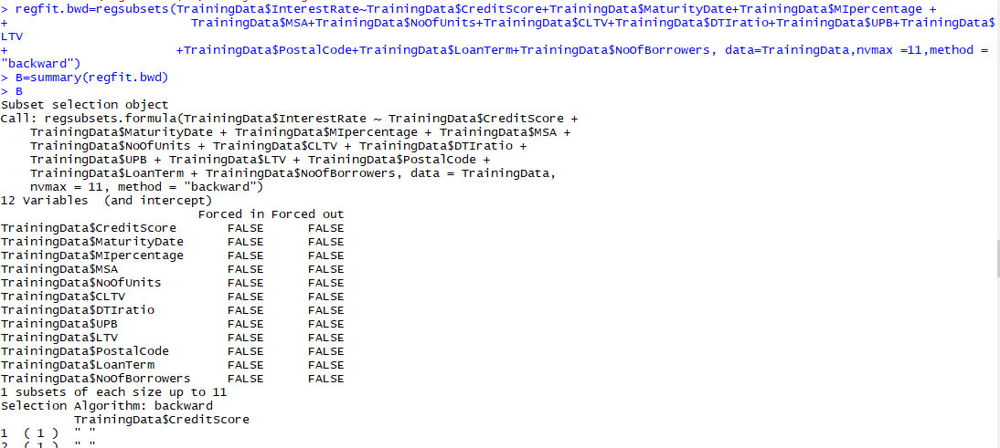 > regfit.bwd=regsubsets(TrainingData$InterestRate~TrainingData$CreditScore+TrainingData$MaturityDate+TrainingData$MIpercentage +
+ TrainingData$MSA+TrainingData$NoOfUnits+TrainingData$CLTV+TrainingData$DTIratio+TrainingData$UPB+TrainingData$
LTV
+ +TrainingData$PostalCode+TrainingData$LoanTerm+TrainingData$NoOfBorrowers, data=TrainingData,nvmax =11,method =
"backward")
> B=summary(regfit.bwd)
> B
Subset selection object
Call: regsubsets.formula(TrainingData$InterestRate ~ TrainingData$CreditScore +
TrainingData$MaturityDate + TrainingData$MIpercentage + TrainingData$MSA +
TrainingData$NoOfUnits + TrainingData$CLTV + TrainingData$DTIratio +
TrainingData$UPB + TrainingData$LTV + TrainingData$PostalCode +
TrainingData$LoanTerm + TrainingData$NoOfBorrowers, data = TrainingData,
nvmax = 11, method = "backward")
12 Variables (and intercept)
Forced in Forced out
TrainingData$CreditScore FALSE FALSE
TrainingData$MaturityDate FALSE FALSE
TrainingData$MIpercentage FALSE FALSE
TrainingData$MSA FALSE FALSE
TrainingData$NoOfUnits FALSE FALSE
TrainingData$CLTV FALSE FALSE
TrainingData$DTIratio FALSE FALSE
TrainingData$UPB FALSE FALSE
TrainingData$LTV FALSE FALSE
TrainingData$PostalCode FALSE FALSE
TrainingData$LoanTerm FALSE FALSE
TrainingData$NoOfBorrowers FALSE FALSE
1 subsets of each size up to 11
Selection Algorithm: backward
TrainingData$CreditScore
1 ( 1 ) " "
2 ( 1 ) " "